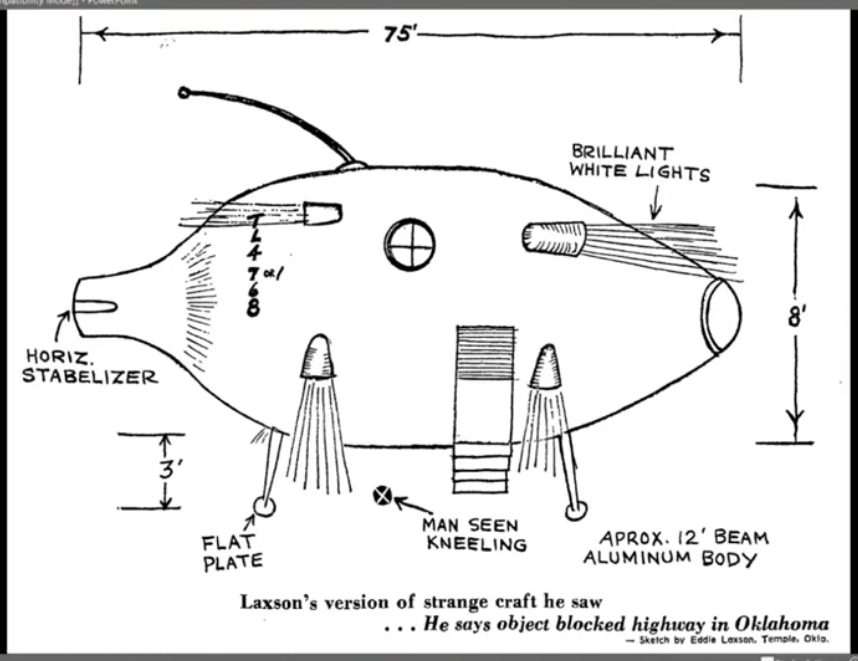 patibility Mode)] - PowerPoint
75'
BRILLIANT
WHITE LIGHTS
T
L
4
7 OR/
6
8
8'
HORIZ.
STABELIZER
3'
FLAT
PLATE
MAN SEEN
KNEELING
APROX. 12' BEAM
ALUMINUM BODY
Laxson's version of strange craft he saw
. . . He says object blocked highway in Oklahoma
— Sketch by Eddie Laxson, Temple, Okla.